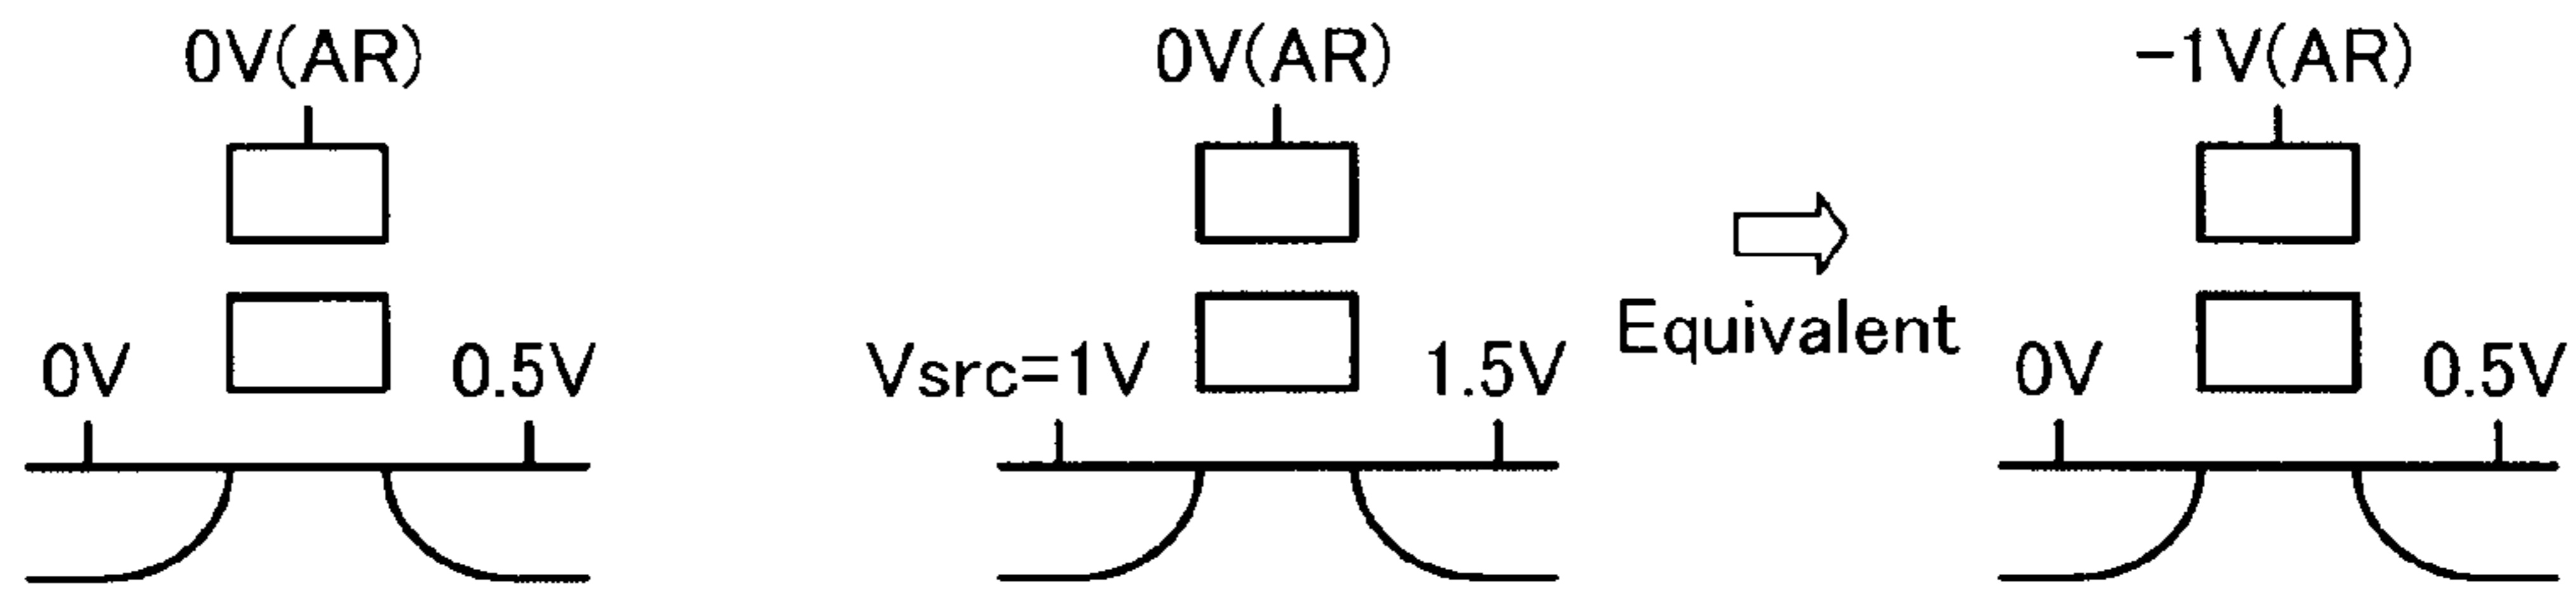 0V(AR)
0V(AR)
-1V(AR)
0V
0.5V
Vsrc=1V
1.5V
Equivalent
0V
0.5V